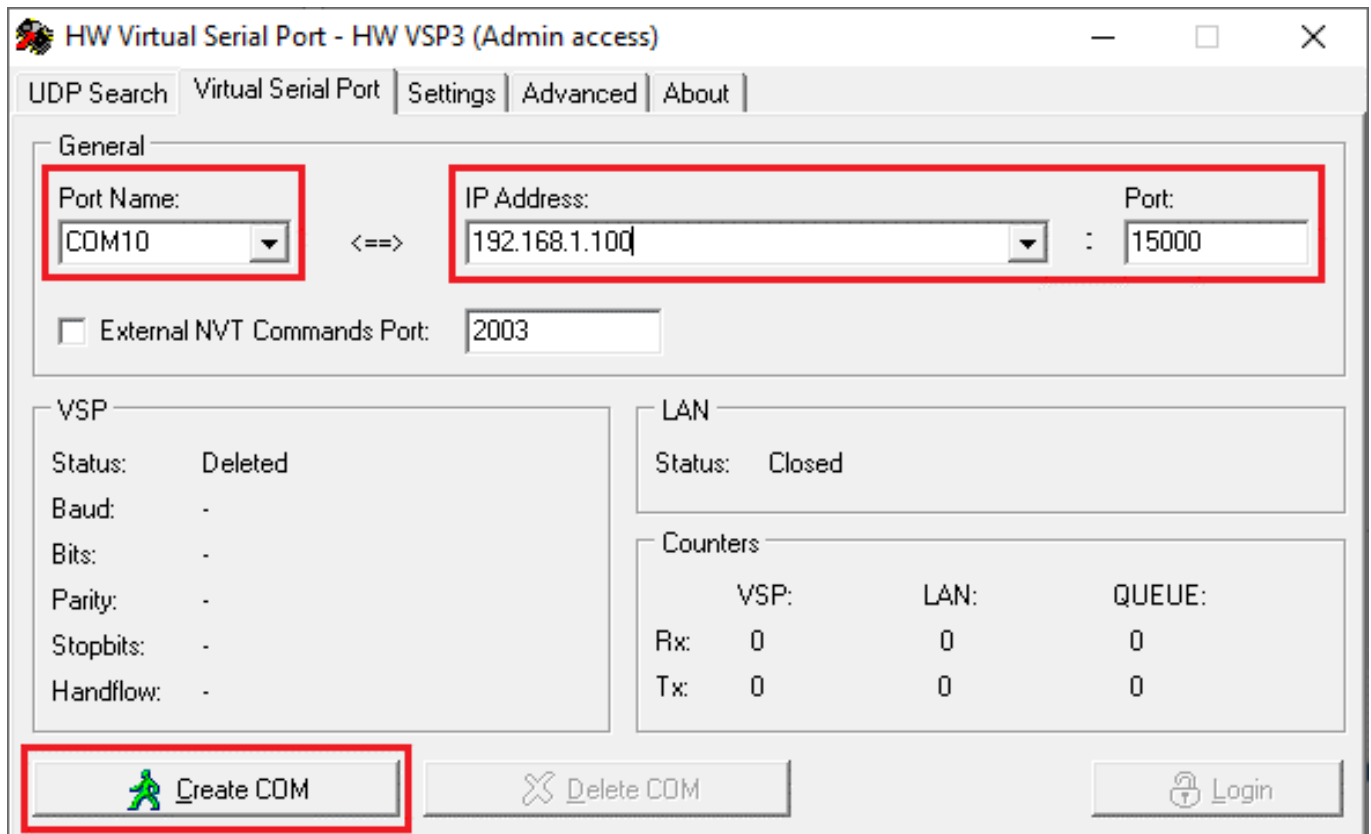 HW Virtual Serial Port - HW VSP3 (Admin access)
UDP Search Virtual Serial Port Settings Advanced About
General
Port Name: IP Address: Port:
COM10 <==> 192.168.1.100 : 15000
External NVT Commands Port: 2003
VSP
Status: Deleted
Baud: -
Bits: -
Parity: -
Stopbits: -
Handflow: -
LAN
Status: Closed
Counters
VSP: LAN: QUEUE:
Rx: 0 0 0
Tx: 0 0 0
Create COM Delete COM Login